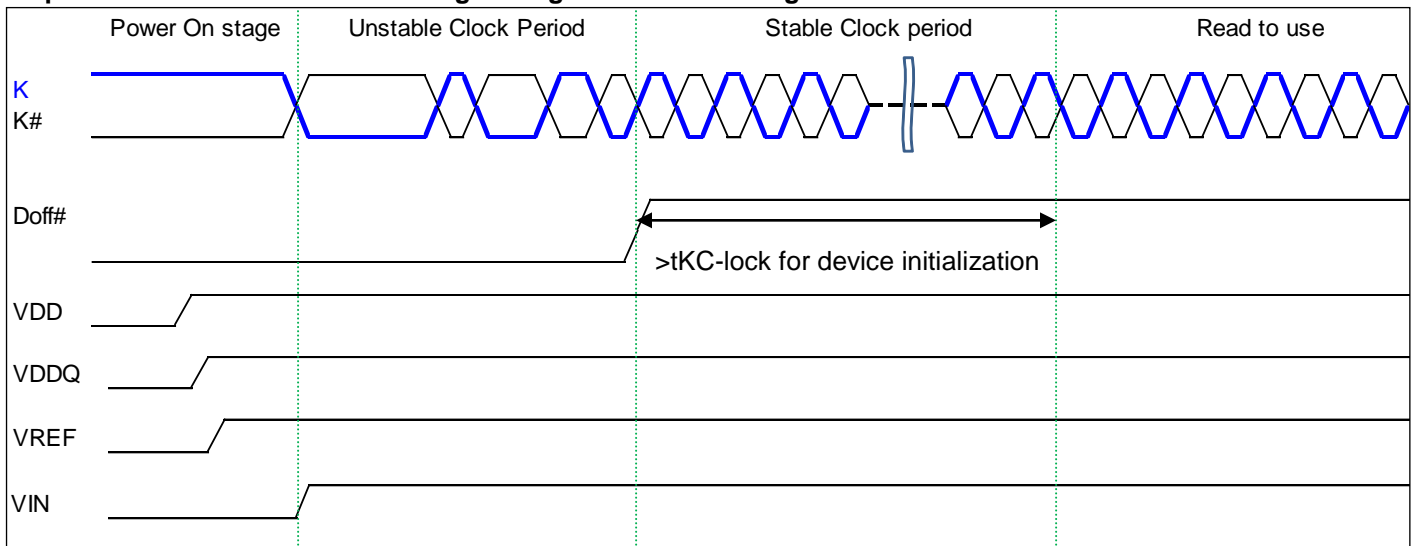 Power On stage Unstable Clock Period Stable Clock period Read to use
K
K#
Doff#
>tKC-lock for device initialization
VDD
VDDQ
VREF
VIN